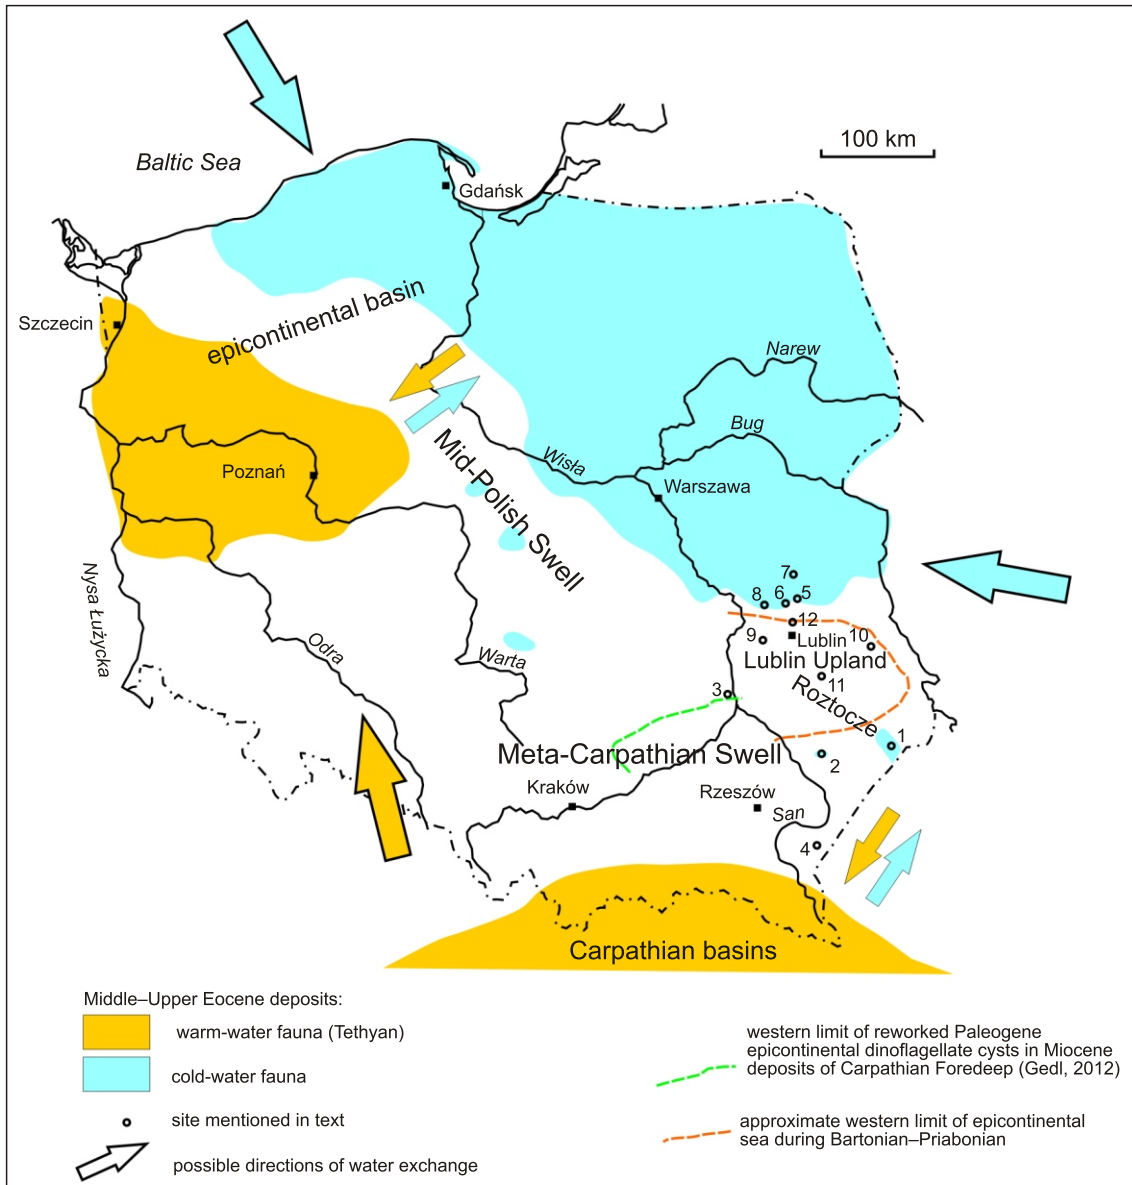 100 km
Baltic Sea
Gdańsk
epicontinental basin
Szczecin
Narew
Bug
Mid-Polish Swell
Wisła
Poznań
Warszawa
Nysa Łużycka
7
8
6
5
12
9
Lublin
10
Lublin Upland
11
Odra
Warta
Roztocze
3
1
Meta-Carpathian Swell
2
Kraków
Rzeszów
San
4
Carpathian basins
Middle–Upper Eocene deposits:
warm-water fauna (Tethyan)
cold-water fauna
site mentioned in text
possible directions of water exchange
western limit of reworked Paleogene
epicontinental dinoflagellate cysts in Miocene
deposits of Carpathian Foredeep (Gedl, 2012)
approximate western limit of epicontinental
sea during Bartonian–Priabonian